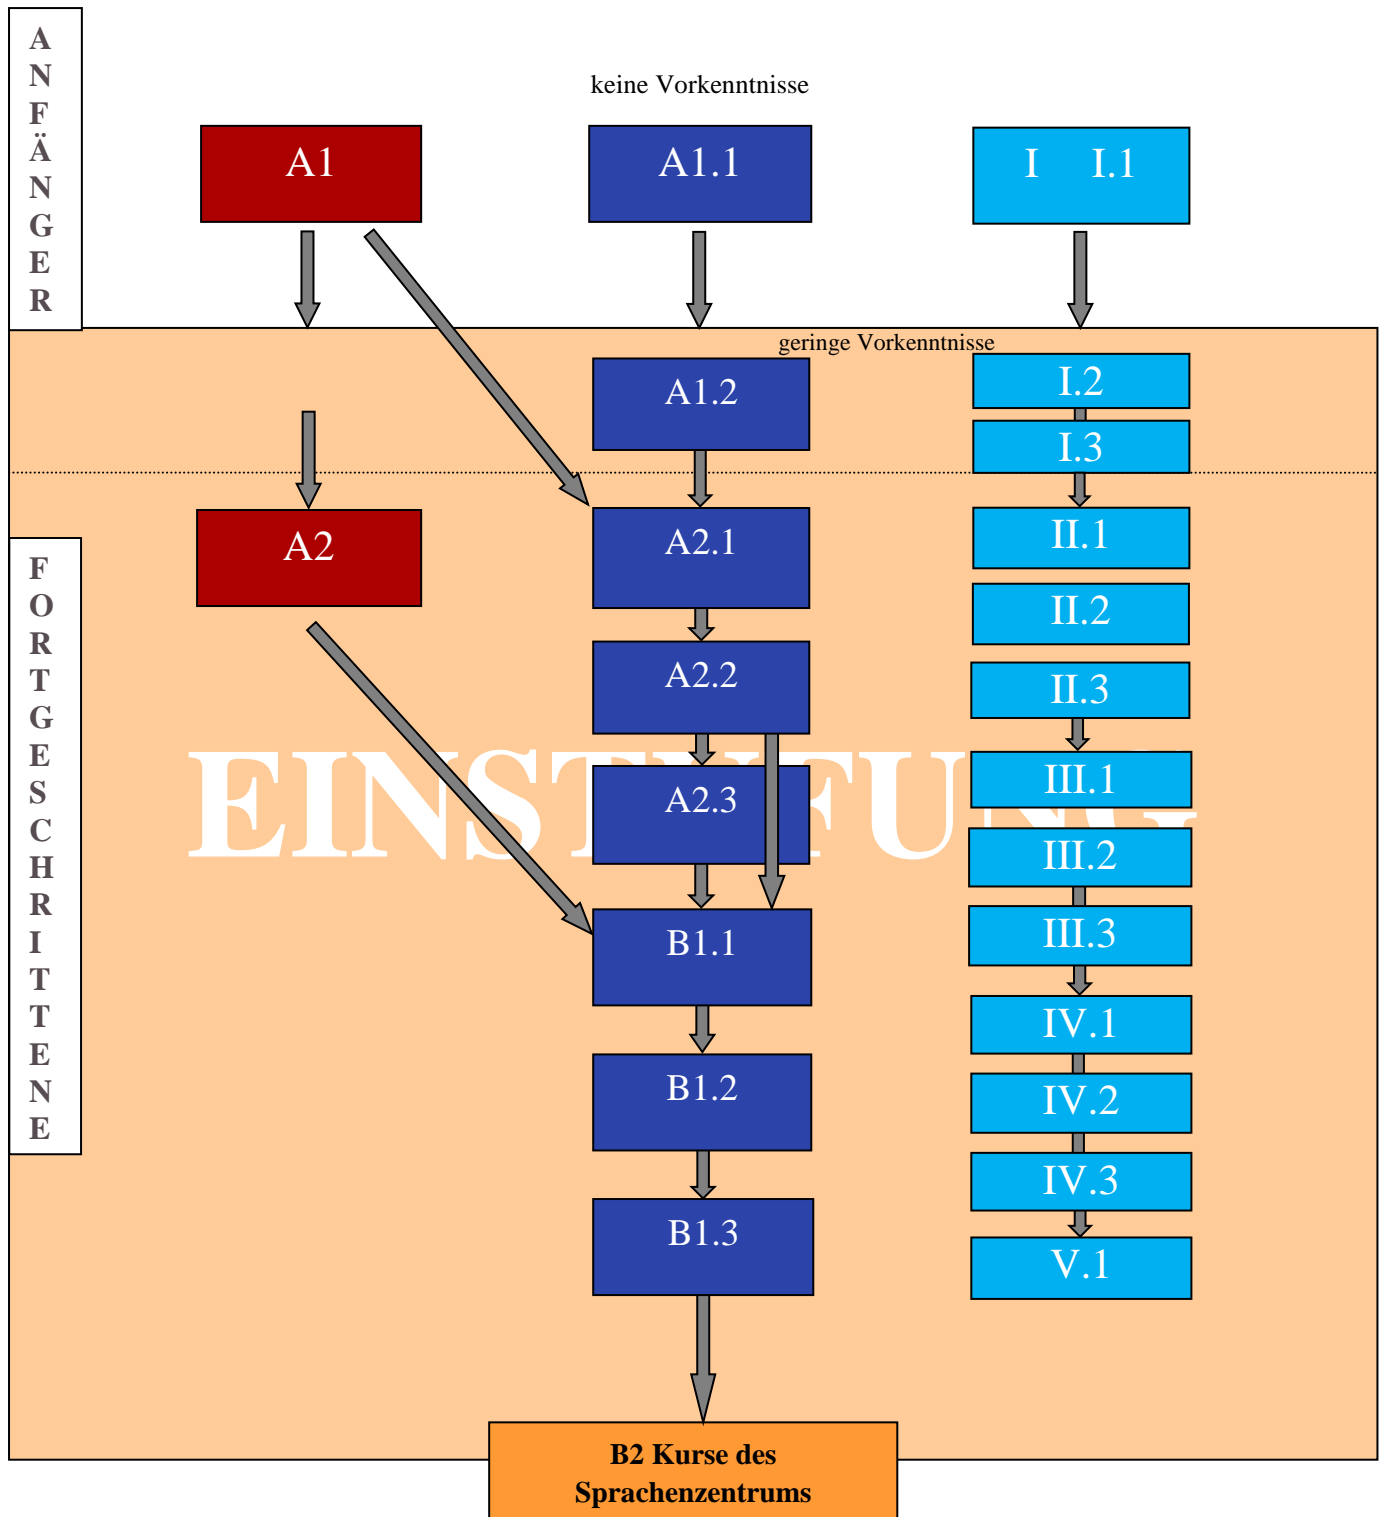 ANFÄNGER
keine Vorkenntnisse
A1
A1.1
I I.1
geringe Vorkenntnisse
A1.2
I.2
I.3
A2
A2.1
II.1
FORTGESCHRITTENE
II.2
A2.2
II.3
EINSTUFUNG
A2.3
III.1
III.2
B1.1
III.3
IV.1
B1.2
IV.2
IV.3
B1.3
V.1
B2 Kurse des
Sprachenzentrums